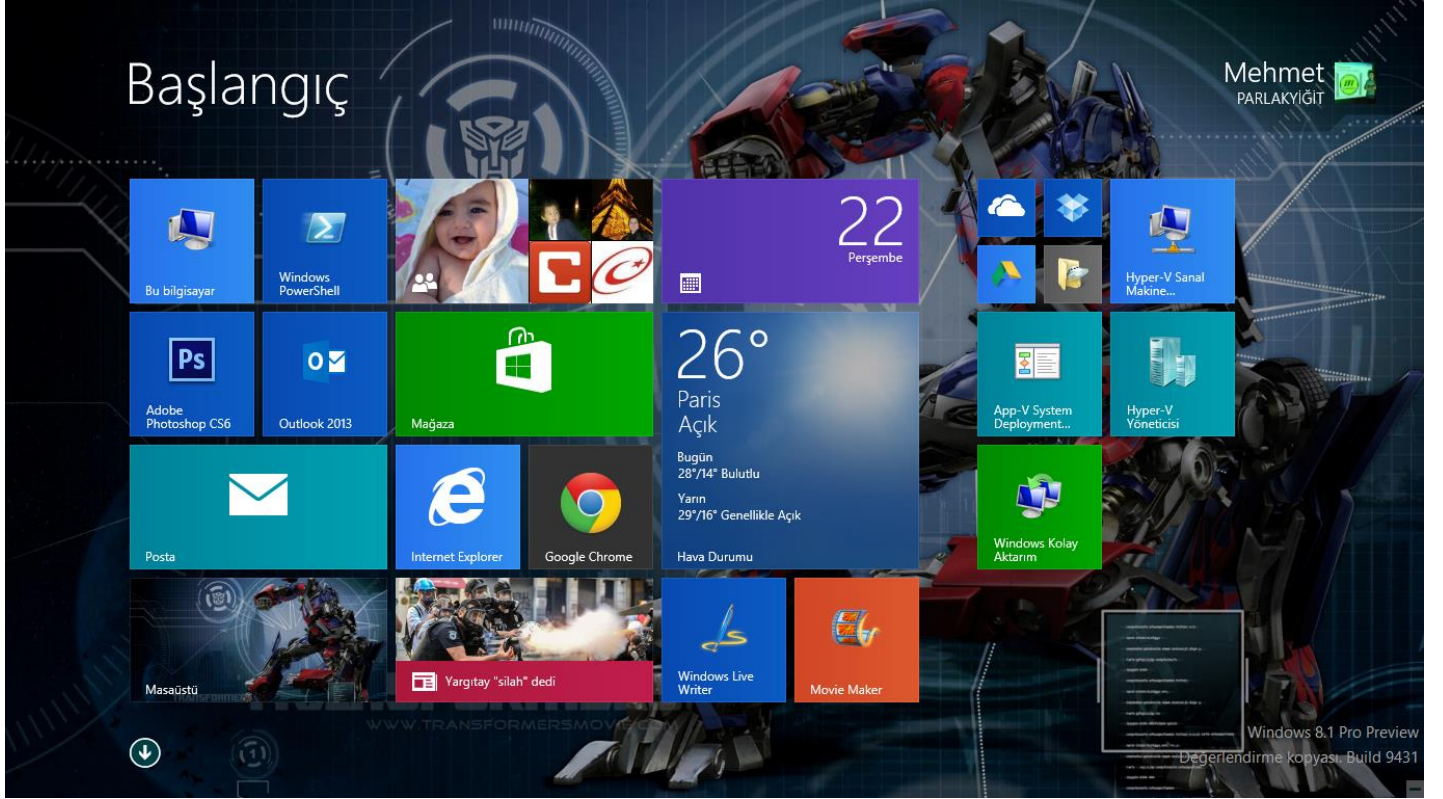 Başlangıç
Mehmet
PARLAKYİĞİT
Bu bilgisayar
Windows
PowerShell
22
Perşembe
Hyper-V Sanal
Makine...
Ps
Adobe
Photoshop CS6
Outlook 2013
Mağaza
26°
Paris
Açık
Bugün
28°/14° Bulutlu
Yarın
29°/16° Genellikle Açık
Hava Durumu
App-V System
Deployment...
Hyper-V
Yöneticisi
Posta
Internet Explorer
Google Chrome
Windows Kolay
Aktarım
Masaüstü
Yargıtay "silah" dedi
Windows Live
Writer
Movie Maker
WWW.TRANSFORMERSMOVIE.
Windows 8.1 Pro Preview
Değerlendirme kopyası. Build 9431